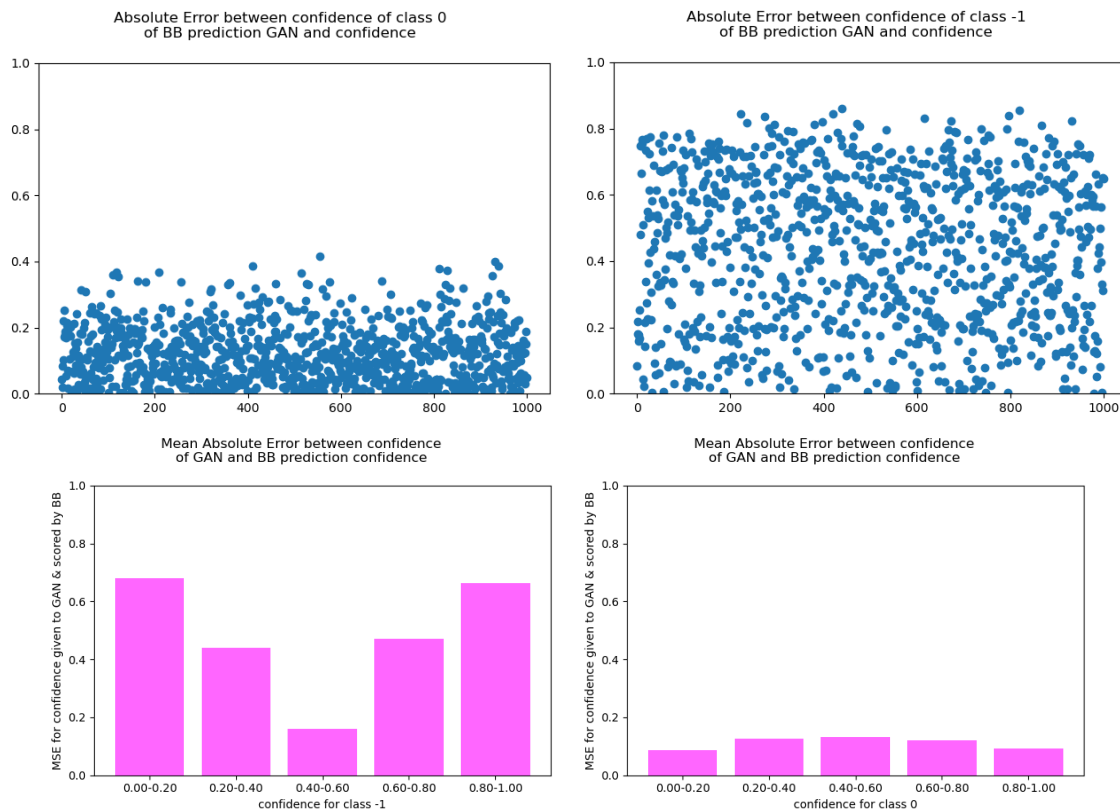 Absolute Error between confidence of class 0
of BB prediction GAN and confidence
1.0
0.8
0.6
0.4
0.2
0.0
0 200 400 600 800 1000
Absolute Error between confidence of class -1
of BB prediction GAN and confidence
1.0
0.8
0.6
0.4
0.2
0.0
0 200 400 600 800 1000
Mean Absolute Error between confidence
of GAN and BB prediction confidence
MSE for confidence given to GAN & scored by BB
1.0
0.8
0.6
0.4
0.2
0.0
0.00-0.20 0.20-0.40 0.40-0.60 0.60-0.80 0.80-1.00
confidence for class -1
Mean Absolute Error between confidence
of GAN and BB prediction confidence
MSE for confidence given to GAN & scored by BB
1.0
0.8
0.6
0.4
0.2
0.0
0.00-0.20 0.20-0.40 0.40-0.60 0.60-0.80 0.80-1.00
confidence for class 0